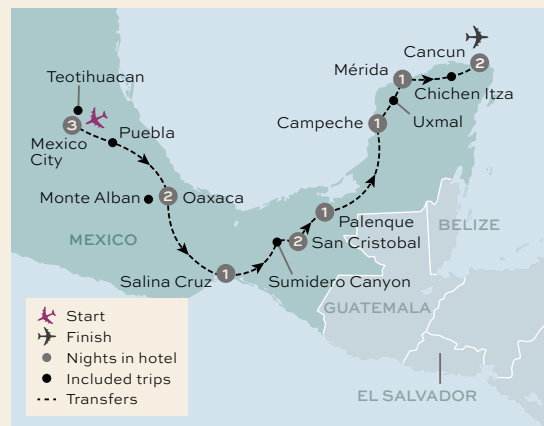 Cancun
2
Mérida
1
Chichen Itza
Uxmal
Campeche
1
Teotihuacan
3
Mexico
City
Puebla
Monte Alban
2
Oaxaca
1
Palenque
2
San Cristobal
BELIZE
MEXICO
Salina Cruz
1
Sumidero Canyon
GUATEMALA
EL SALVADOR
Start
Finish
Nights in hotel
Included trips
Transfers